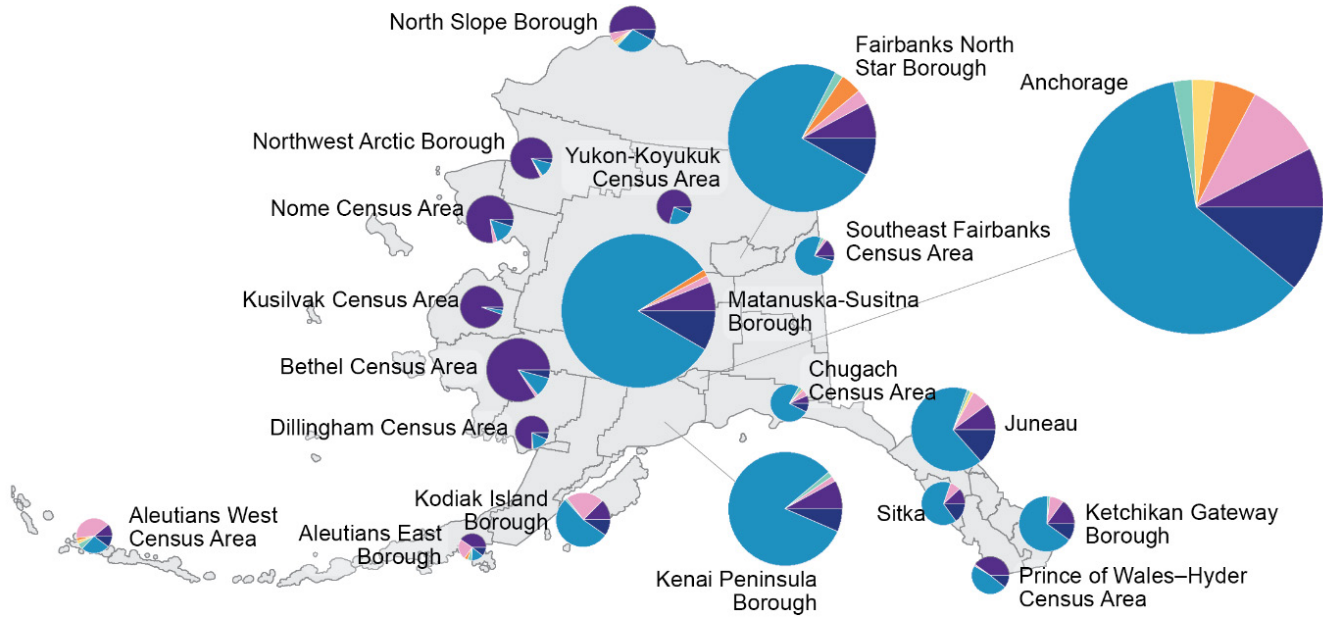 North Slope Borough
Fairbanks North
Star Borough
Anchorage
Northwest Arctic Borough
Yukon-Koyukuk
Census Area
Nome Census Area
Southeast Fairbanks
Census Area
Kusilvak Census Area
Matanuska-Susitna
Borough
Bethel Census Area
Chugach
Census Area
Dillingham Census Area
Juneau
Kodiak Island
Borough
Aleutians West
Census Area
Aleutians East
Borough
Sitka
Ketchikan Gateway
Borough
Kenai Peninsula
Borough
Prince of Wales–Hyder
Census Area